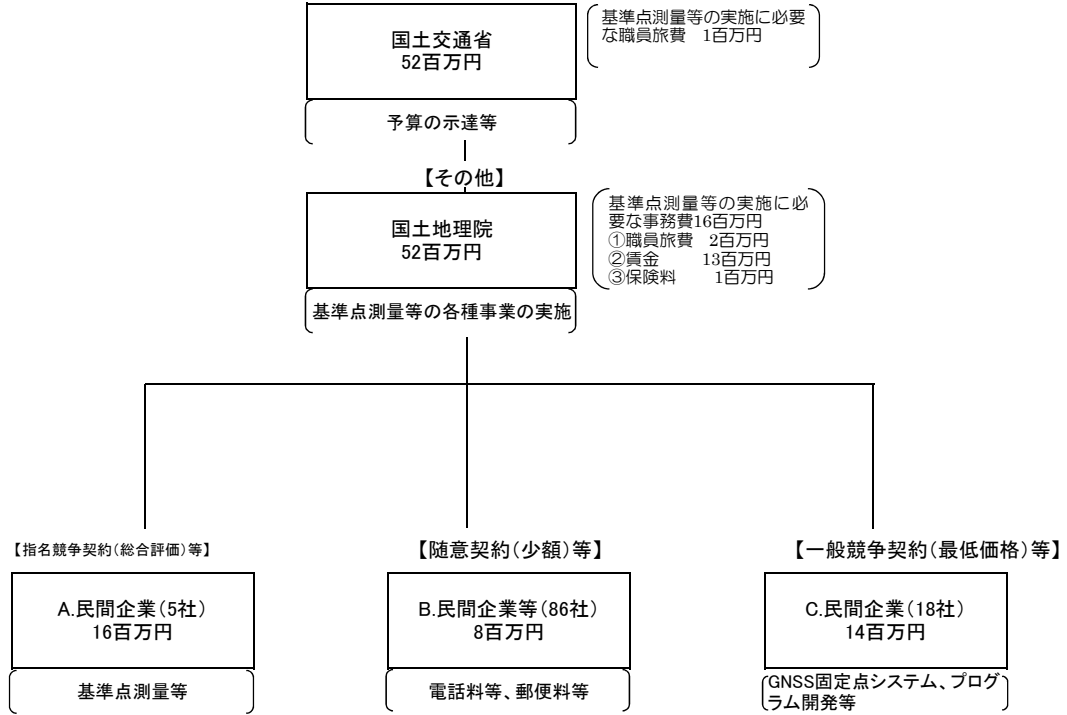 国土交通省
52百万円
基準点測量等の実施に必要
な職員旅費　1百万円
予算の示達等
【その他】
国土地理院
52百万円
基準点測量等の実施に必
要な事務費16百万円
①職員旅費　2百万円
②賃金　　　13百万円
③保険料　　1百万円
基準点測量等の各種事業の実施
【指名競争契約（総合評価）等】
A.民間企業（5社）
16百万円
基準点測量等
【随意契約（少額）等】
B.民間企業等（86社）
8百万円
電話料等、郵便料等
【一般競争契約（最低価格）等】
C.民間企業（18社）
14百万円
GNSS固定点システム、プログ
ラム開発等